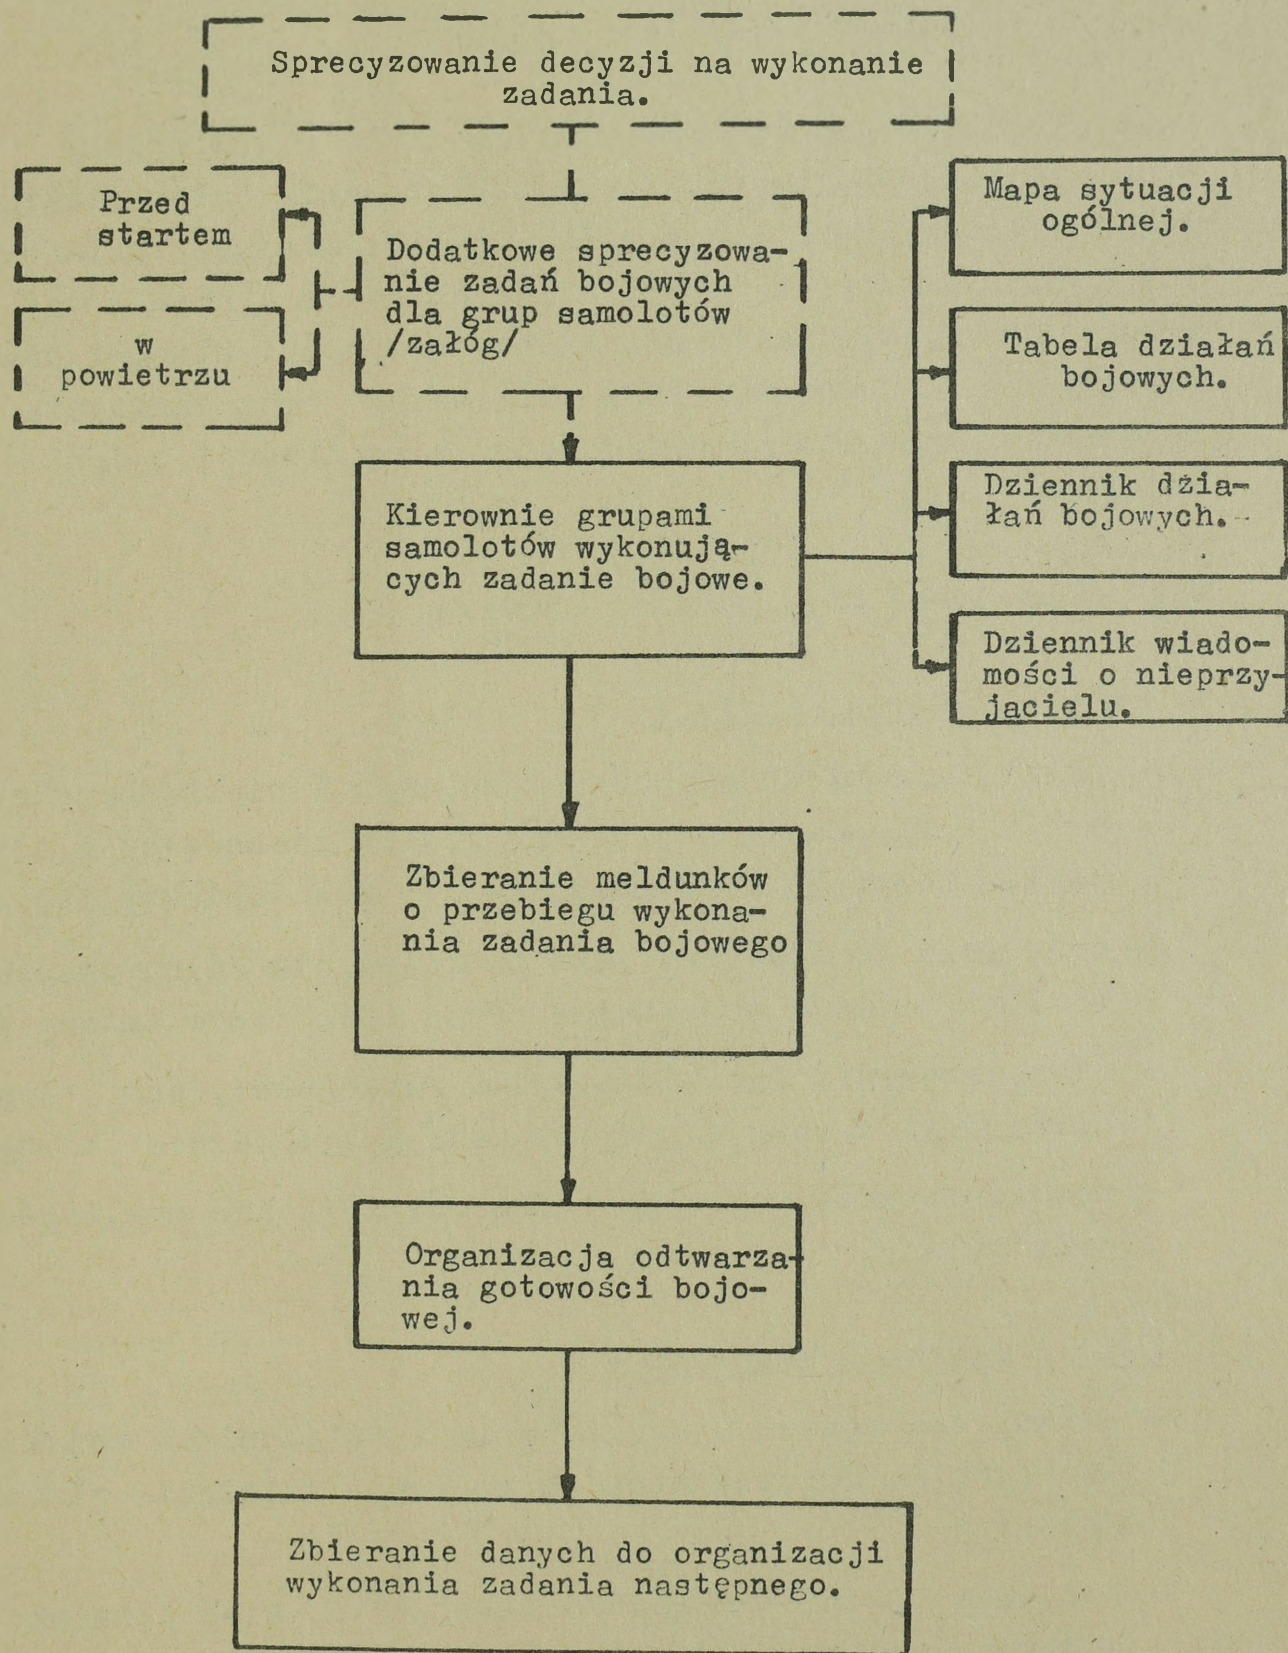 Sprecyzowanie decyzji na wykonanie
zadania.
Przed
startem
w
powietrzu
Dodatkowe sprecyzowa-
nie zadań bojowych
dla grup samolotów
/załóg/
Mapa sytuacji
ogólnej.
Tabela działań
bojowych.
Dziennik dzia-
łań bojowych.
Dziennik wiado-
mości o nieprzy-
jacielu.
Kierownie grupami
samolotów wykonują-
cych zadanie bojowe.
Zbieranie meldunków
o przebiegu wykona-
nia zadania bojowego
Organizacja odtwarza-
nia gotowości bojo-
wej.
Zbieranie danych do organizacji
wykonania zadania następnego.